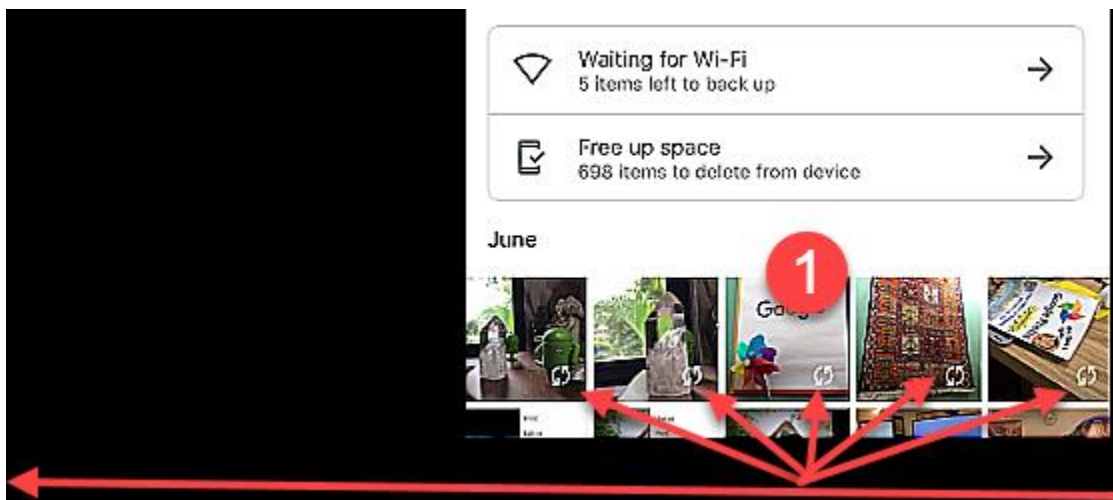 Waiting for Wi-Fi
5 items left to back up
Free up space
698 items to delete from device
June
1